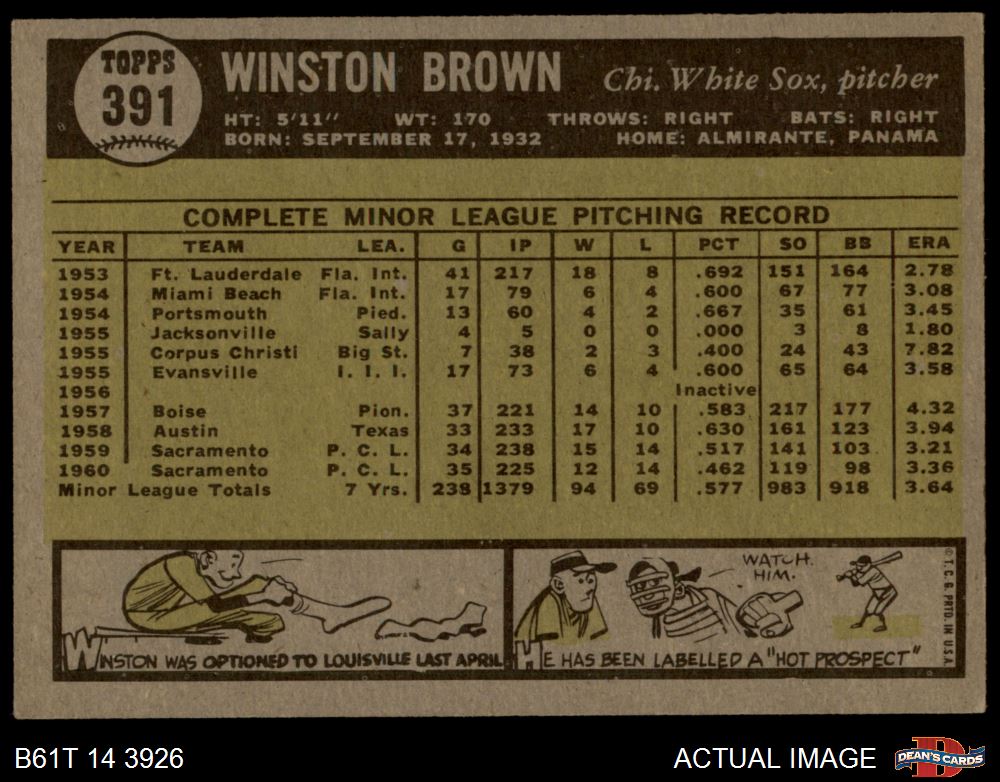 TOPPS
391
WINSTON BROWN Chi. White Sox, pitcher
HT: 5'11" WT: 170 THROWS: RIGHT BATS: RIGHT
BORN: SEPTEMBER 17, 1932 HOME: ALMIRANTE, PANAMA
COMPLETE MINOR LEAGUE PITCHING RECORD
YEAR TEAM LEA. G IP W L PCT SO BB ERA
1953 Ft. Lauderdale Fla. Int. 41 217 18 8 .692 151 164 2.78
1954 Miami Beach Fla. Int. 17 79 6 4 .600 67 77 3.08
1954 Portsmouth Pied. 13 60 4 2 .667 35 61 3.45
1955 Jacksonville Sally 4 5 0 0 .000 3 8 1.80
1955 Corpus Christi Big St. 7 38 2 3 .400 24 43 7.82
1955 Evansville I. I. I. 17 73 6 4 .600 65 64 3.58
1956 Inactive
1957 Boise Pion. 37 221 14 10 .583 217 177 4.32
1958 Austin Texas 33 233 17 10 .630 161 123 3.94
1959 Sacramento P. C. L. 34 238 15 14 .517 141 103 3.21
1960 Sacramento P. C. L. 35 225 12 14 .462 119 98 3.36
Minor League Totals 7 Yrs. 238 1379 94 69 .577 983 918 3.64
WATCH
HIM.
WINSTON WAS OPTIONED TO LOUISVILLE LAST APRIL
HE HAS BEEN LABELLED A "HOT PROSPECT"
© T. C. G. PRTD. IN U.S.A.
B61T 14 3926
ACTUAL IMAGE
D
DEAN'S CARDS